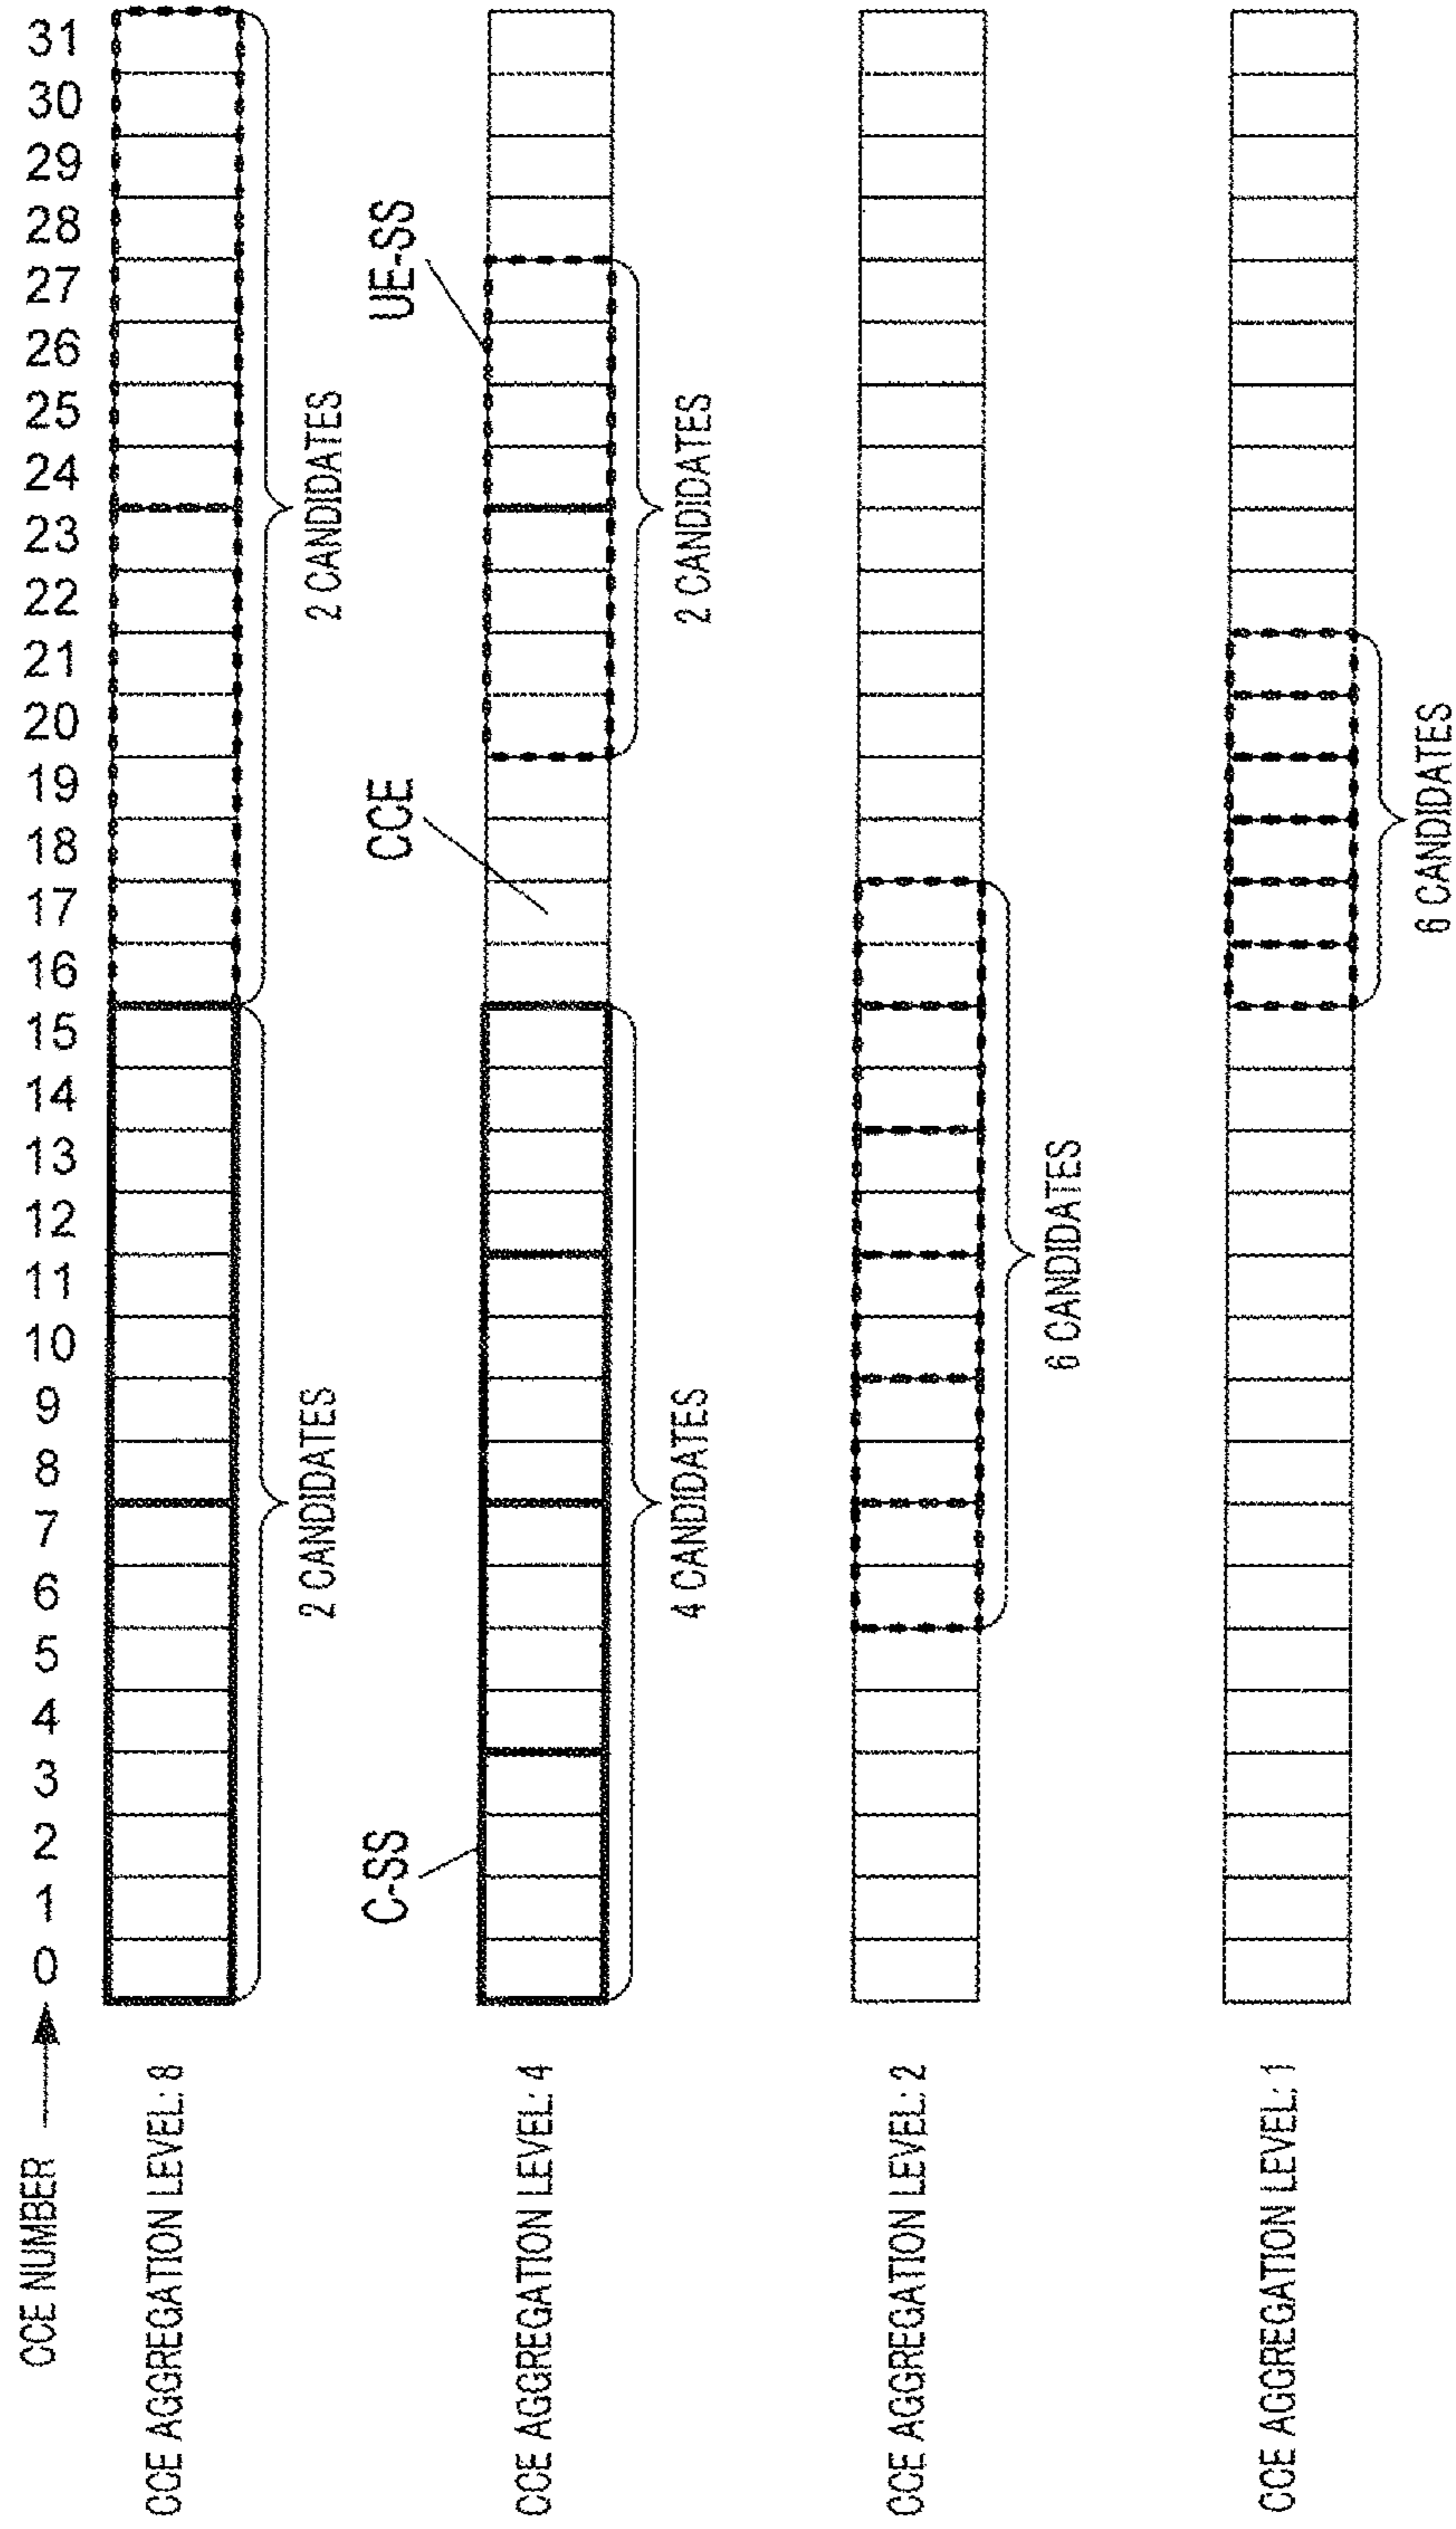 CCE NUMBER
0 1 2 3 4 5 6 7 8 9 10 11 12 13 14 15 16 17 18 19 20 21 22 23 24 25 26 27 28 29 30 31
CCE AGGREGATION LEVEL: 8
2 CANDIDATES
2 CANDIDATES
C-SS
CCE
UE-SS
CCE AGGREGATION LEVEL: 4
4 CANDIDATES
2 CANDIDATES
CCE AGGREGATION LEVEL: 2
6 CANDIDATES
CCE AGGREGATION LEVEL: 1
6 CANDIDATES